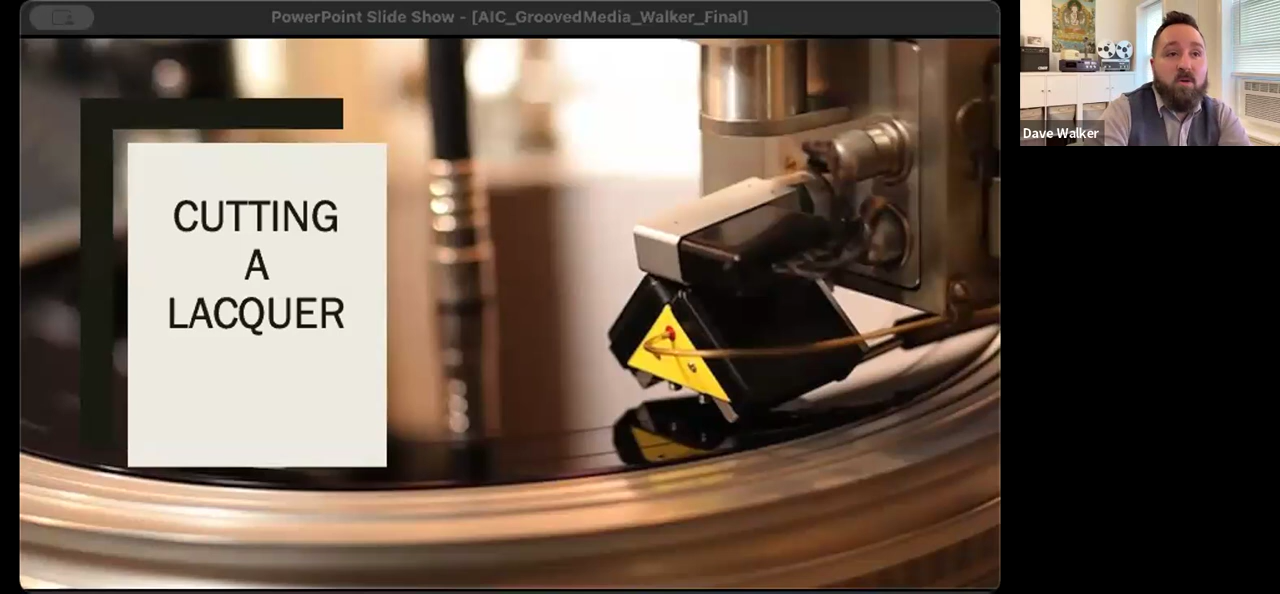 PowerPoint Slide Show - [AIC_GroovedMedia_Walker_Final]
CUTTING
A
LACQUER
Dave Walker